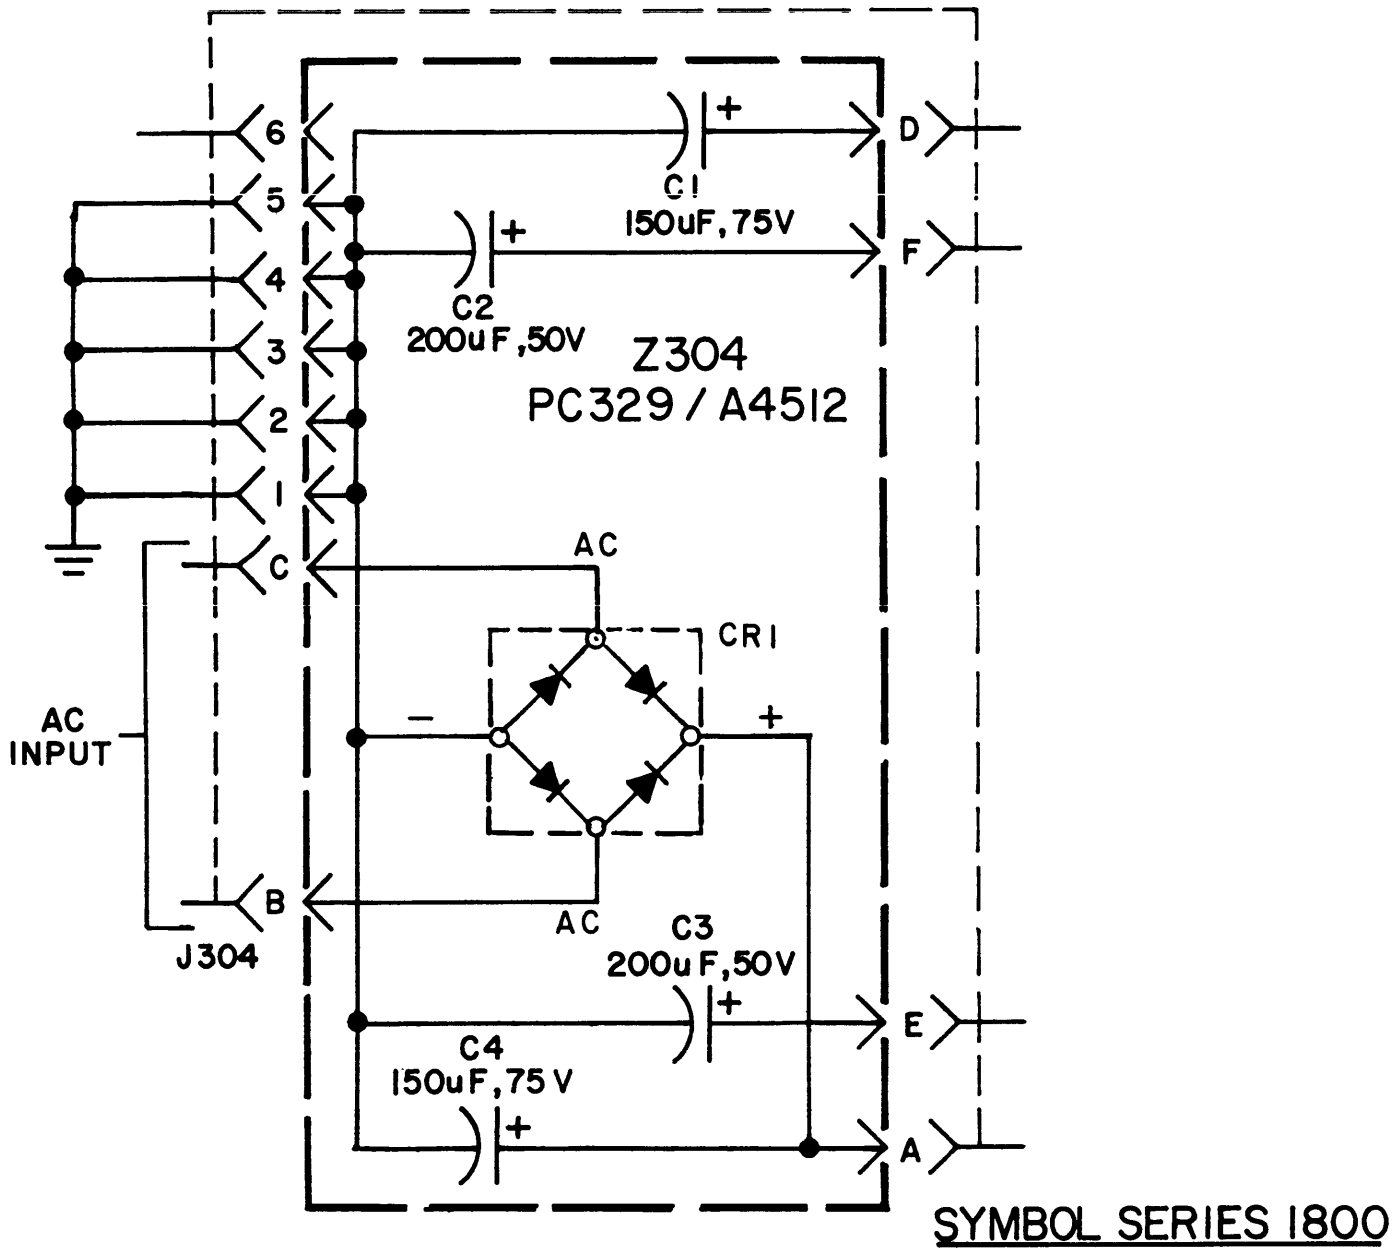 6
+
D
5
C1
150uF,75V
+
F
4
C2
200uF,50V
3
Z304
PC329/A4512
2
1
C
AC
CR1
AC
INPUT
−
+
B
AC
J304
C3
200uF,50V
+
E
C4
150uF,75V
+
A
SYMBOL SERIES 1800